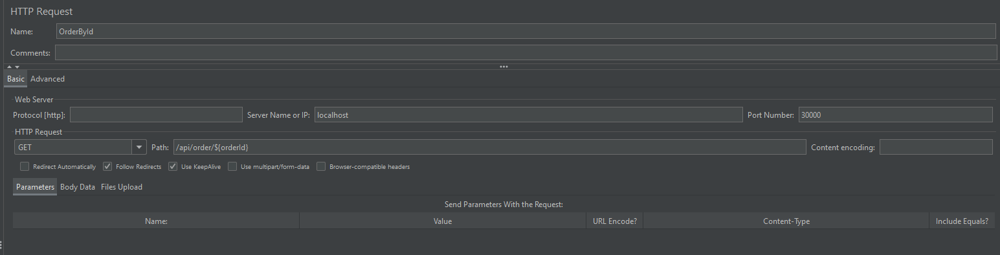 HTTP Request
Name: OrderById
Comments:
Basic Advanced
Web Server
Protocol [http]: Server Name or IP: localhost Port Number: 30000
HTTP Request
GET Path: /api/order/${orderId} Content encoding:
Redirect Automatically Follow Redirects Use KeepAlive Use multipart/form-data Browser-compatible headers
Parameters Body Data Files Upload
Send Parameters With the Request:
Name: Value URL Encode? Content-Type Include Equals?